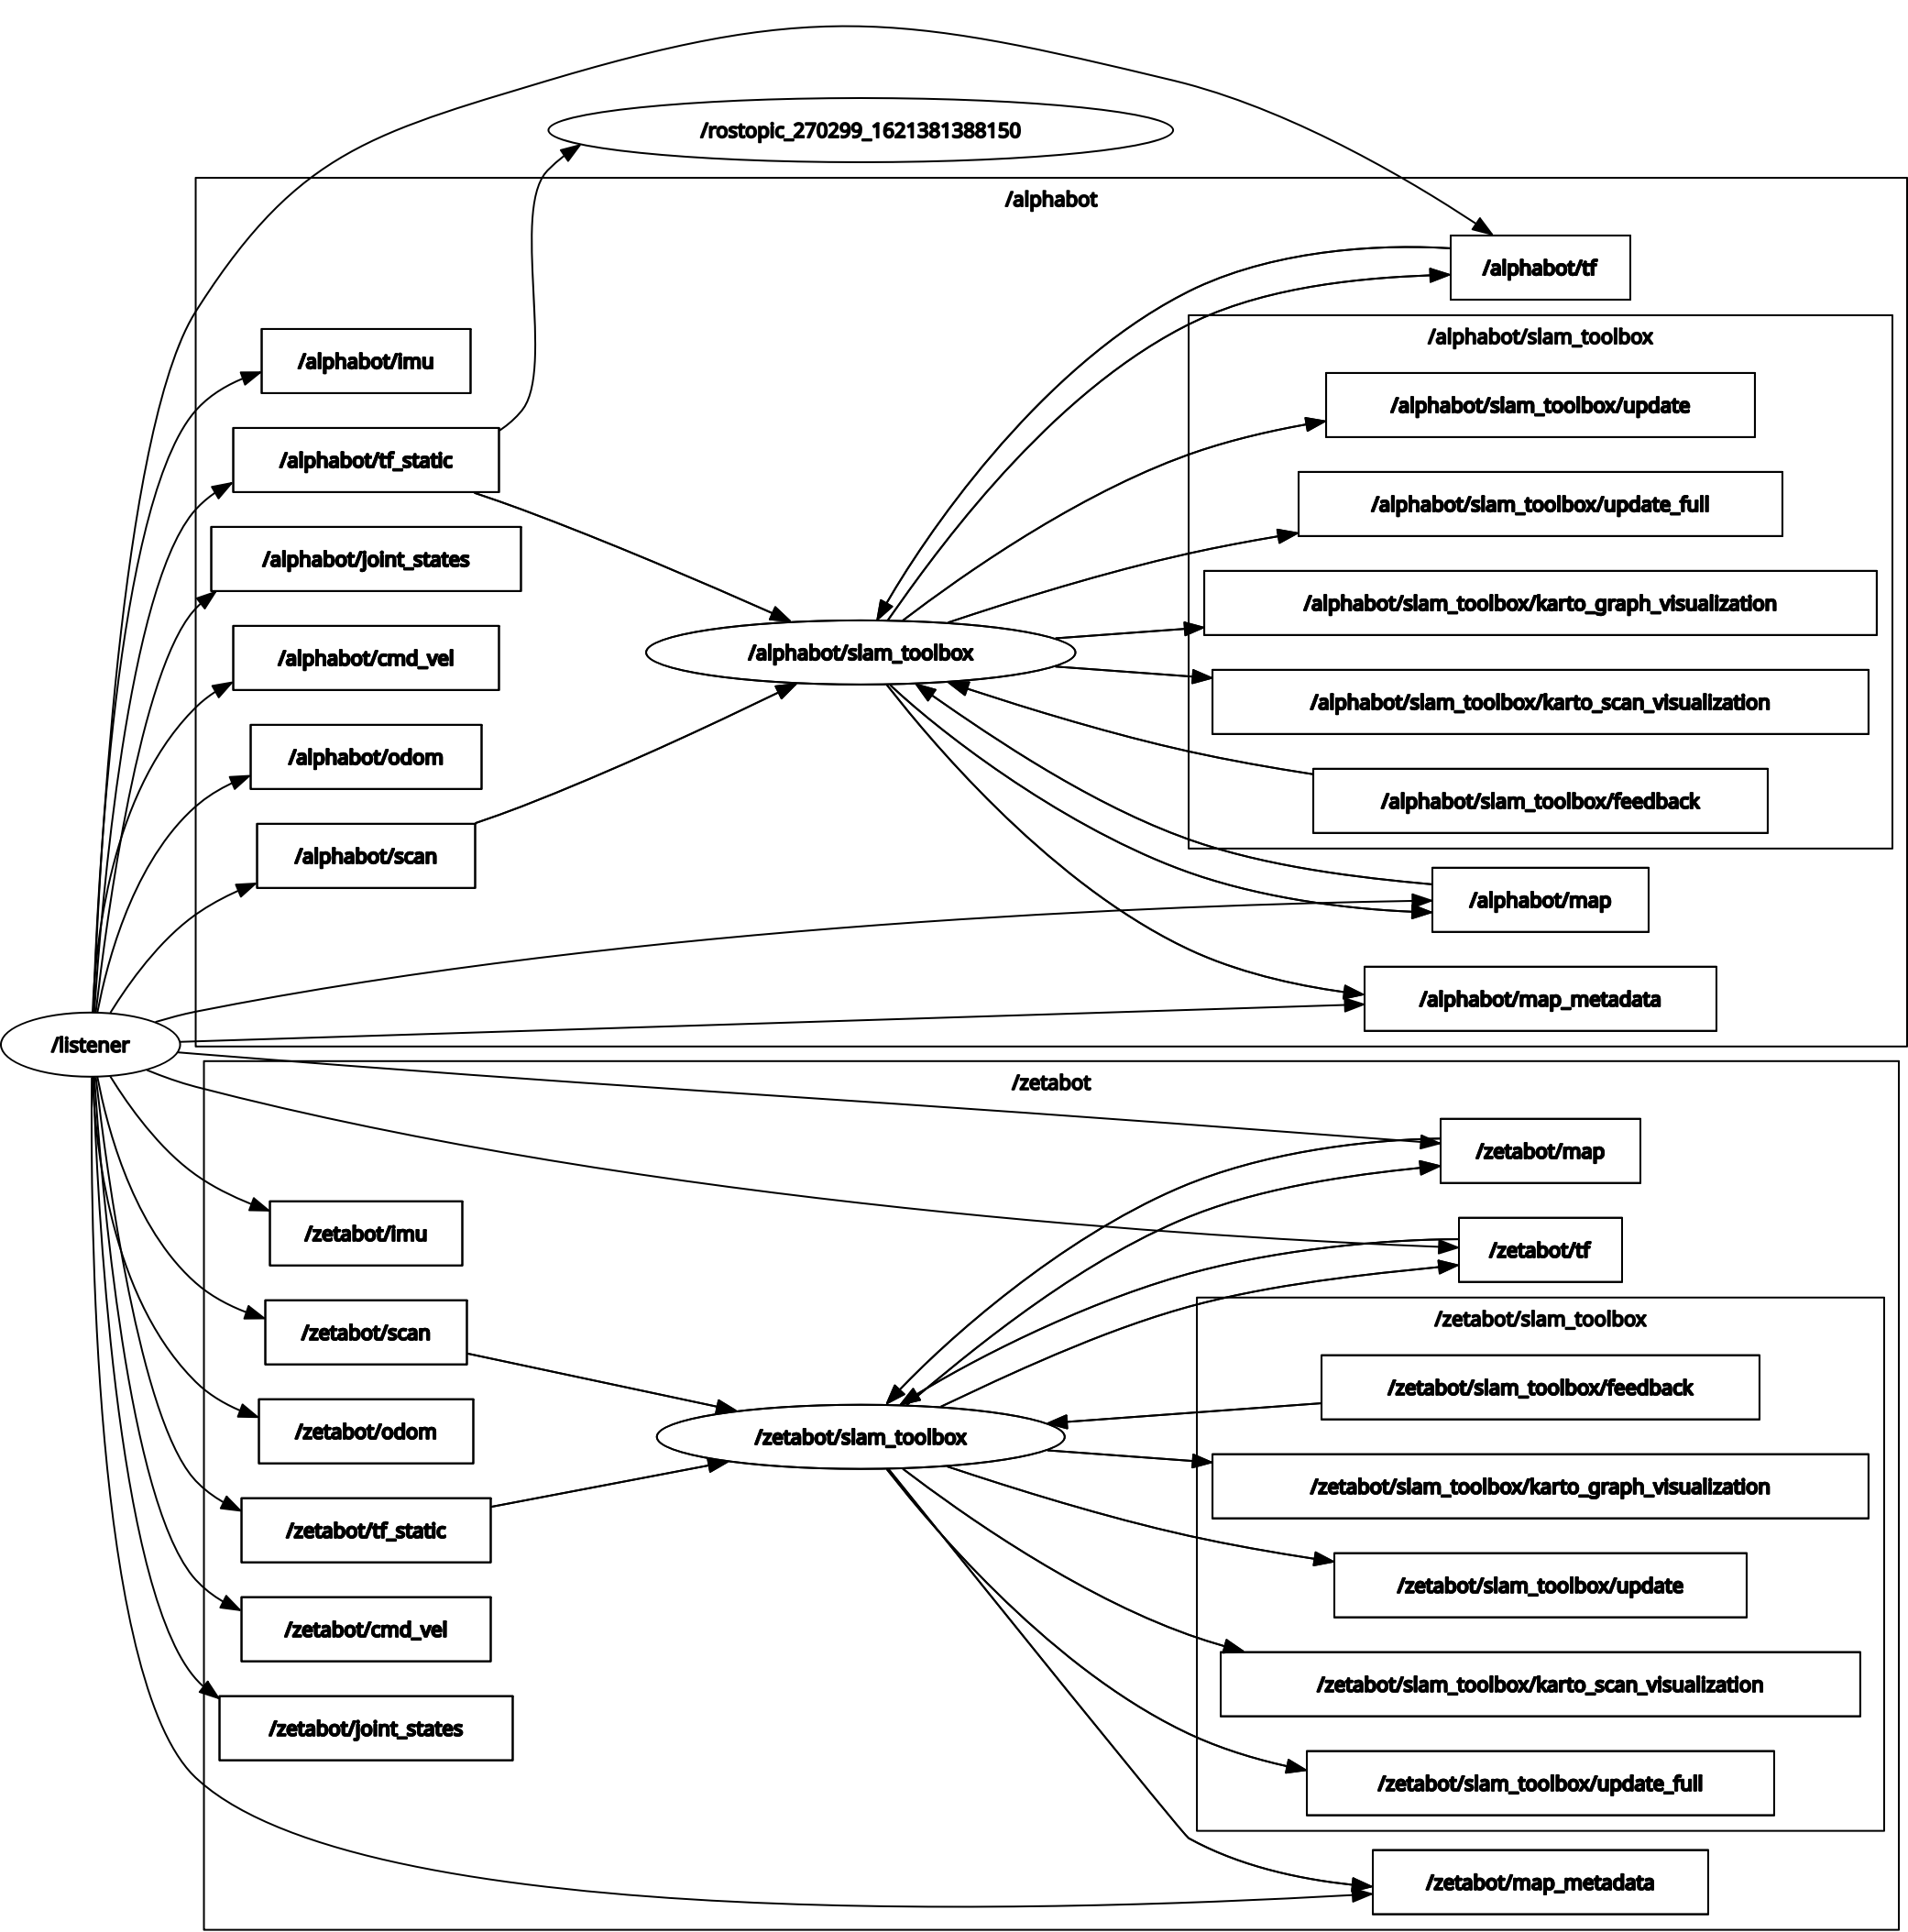 /rostopic_270299_1621381388150
/alphabot
/alphabot/tf
/alphabot/slam_toolbox
/alphabot/imu
/alphabot/slam_toolbox/update
/alphabot/tf_static
/alphabot/slam_toolbox/update_full
/alphabot/joint_states
/alphabot/slam_toolbox/karto_graph_visualization
/alphabot/cmd_vel
/alphabot/slam_toolbox
/alphabot/slam_toolbox/karto_scan_visualization
/alphabot/odom
/alphabot/slam_toolbox/feedback
/alphabot/scan
/alphabot/map
/alphabot/map_metadata
/listener
/zetabot
/zetabot/map
/zetabot/imu
/zetabot/tf
/zetabot/slam_toolbox
/zetabot/scan
/zetabot/slam_toolbox/feedback
/zetabot/odom
/zetabot/slam_toolbox
/zetabot/slam_toolbox/karto_graph_visualization
/zetabot/tf_static
/zetabot/slam_toolbox/update
/zetabot/cmd_vel
/zetabot/slam_toolbox/karto_scan_visualization
/zetabot/joint_states
/zetabot/slam_toolbox/update_full
/zetabot/map_metadata